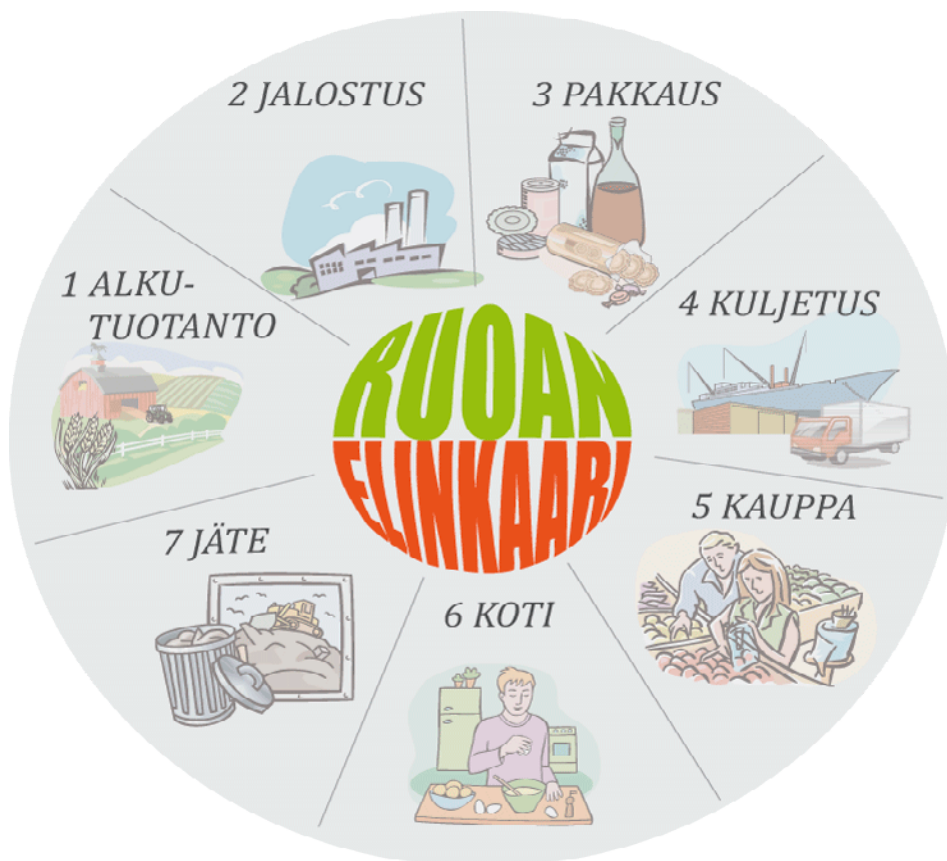 RUOAN
ELINKAARI
1 ALKU-
TUOTANTO
2 JALOSTUS
3 PAKKAUS
4 KULJETUS
5 KAUPPA
6 KOTI
7 JÄTE